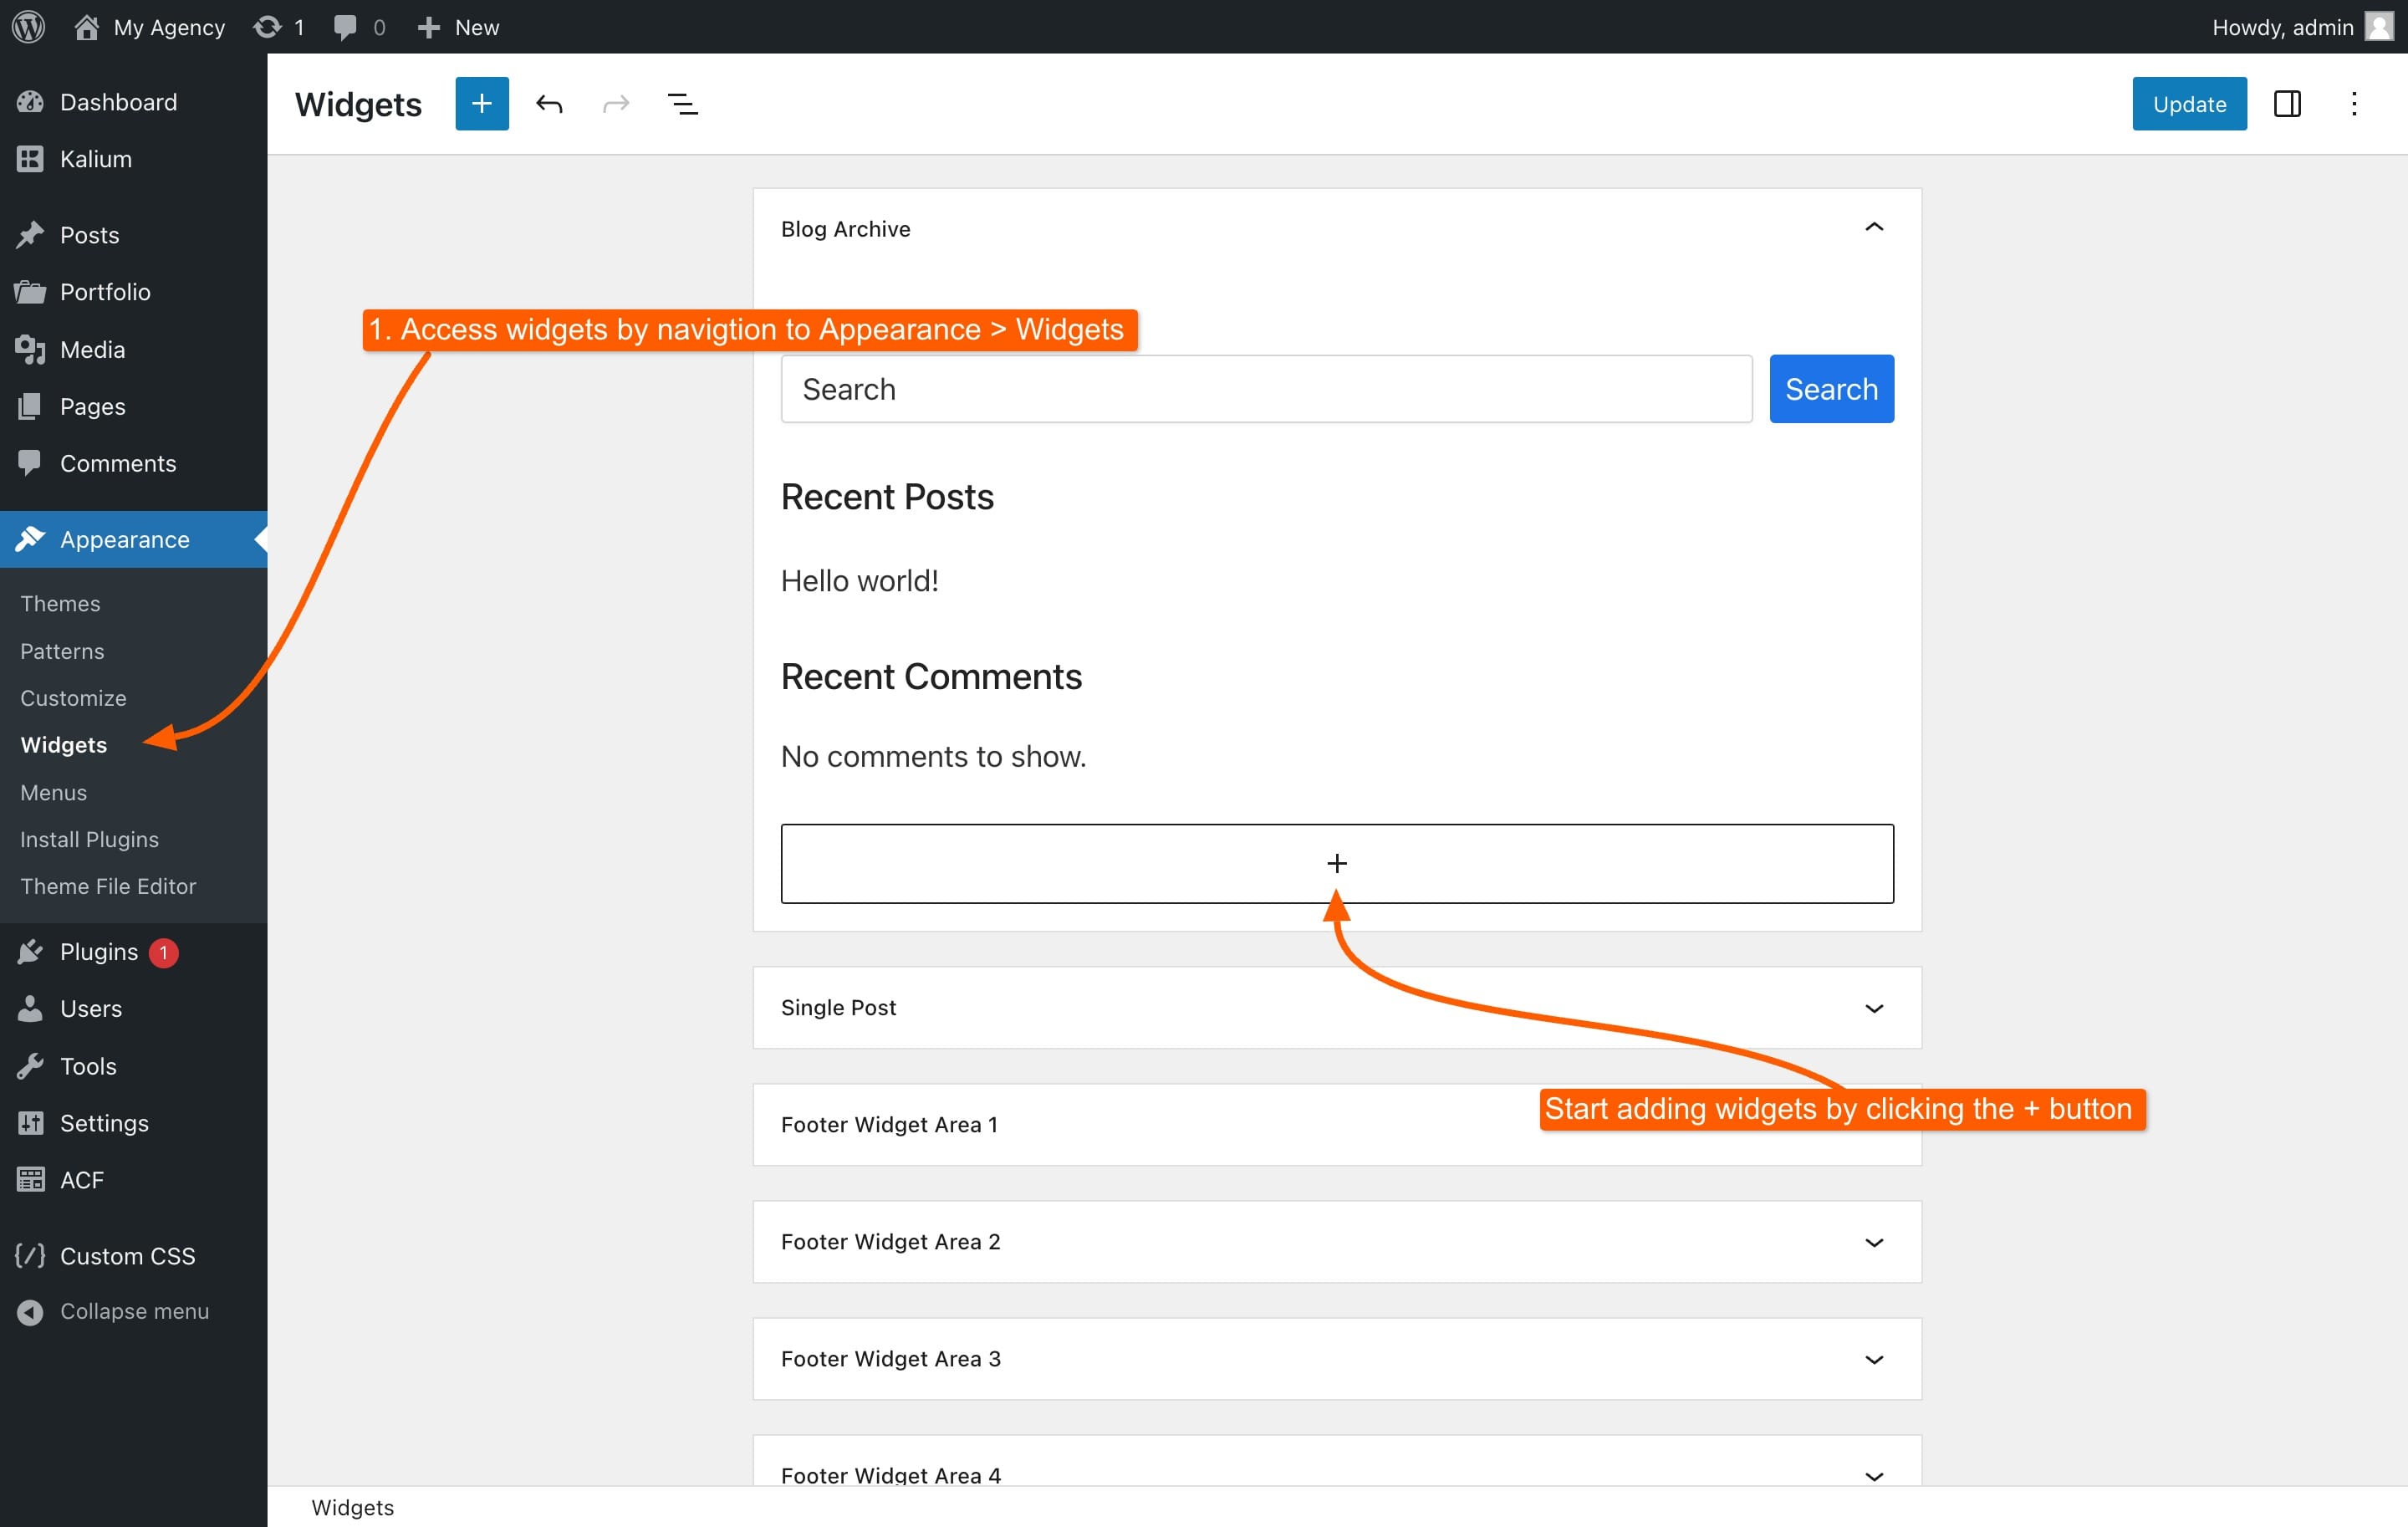 My Agency 1 0 New Howdy, admin
Dashboard
Kalium
Posts
Portfolio
Media
Pages
Comments
Appearance
Themes
Patterns
Customize
Widgets
Menus
Install Plugins
Theme File Editor
Plugins 1
Users
Tools
Settings
ACF
Custom CSS
Collapse menu
Widgets Update
Blog Archive
1. Access widgets by navigtion to Appearance > Widgets
Search Search
Recent Posts
Hello world!
Recent Comments
No comments to show.
+
Single Post
Footer Widget Area 1
Start adding widgets by clicking the + button
Footer Widget Area 2
Footer Widget Area 3
Footer Widget Area 4
Widgets